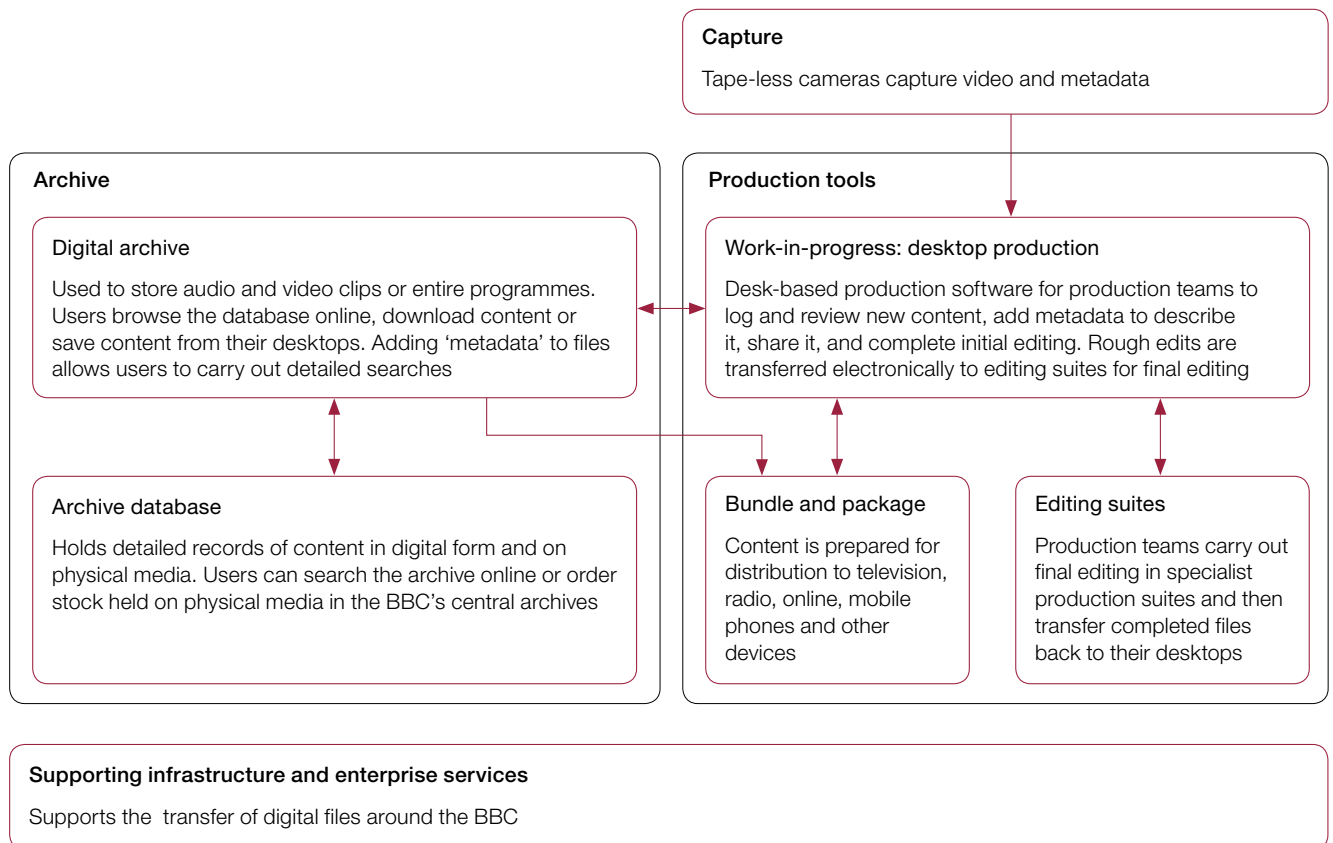 Capture
Tape-less cameras capture video and metadata
Archive
Digital archive
Used to store audio and video clips or entire programmes.
Users browse the database online, download content or
save content from their desktops. Adding ‘metadata’ to files
allows users to carry out detailed searches
Archive database
Holds detailed records of content in digital form and on
physical media. Users can search the archive online or order
stock held on physical media in the BBC’s central archives
Production tools
Work-in-progress: desktop production
Desk-based production software for production teams to
log and review new content, add metadata to describe
it, share it, and complete initial editing. Rough edits are
transferred electronically to editing suites for final editing
Bundle and package
Content is prepared for
distribution to television,
radio, online, mobile
phones and other
devices
Editing suites
Production teams carry out
final editing in specialist
production suites and then
transfer completed files
back to their desktops
Supporting infrastructure and enterprise services
Supports the transfer of digital files around the BBC